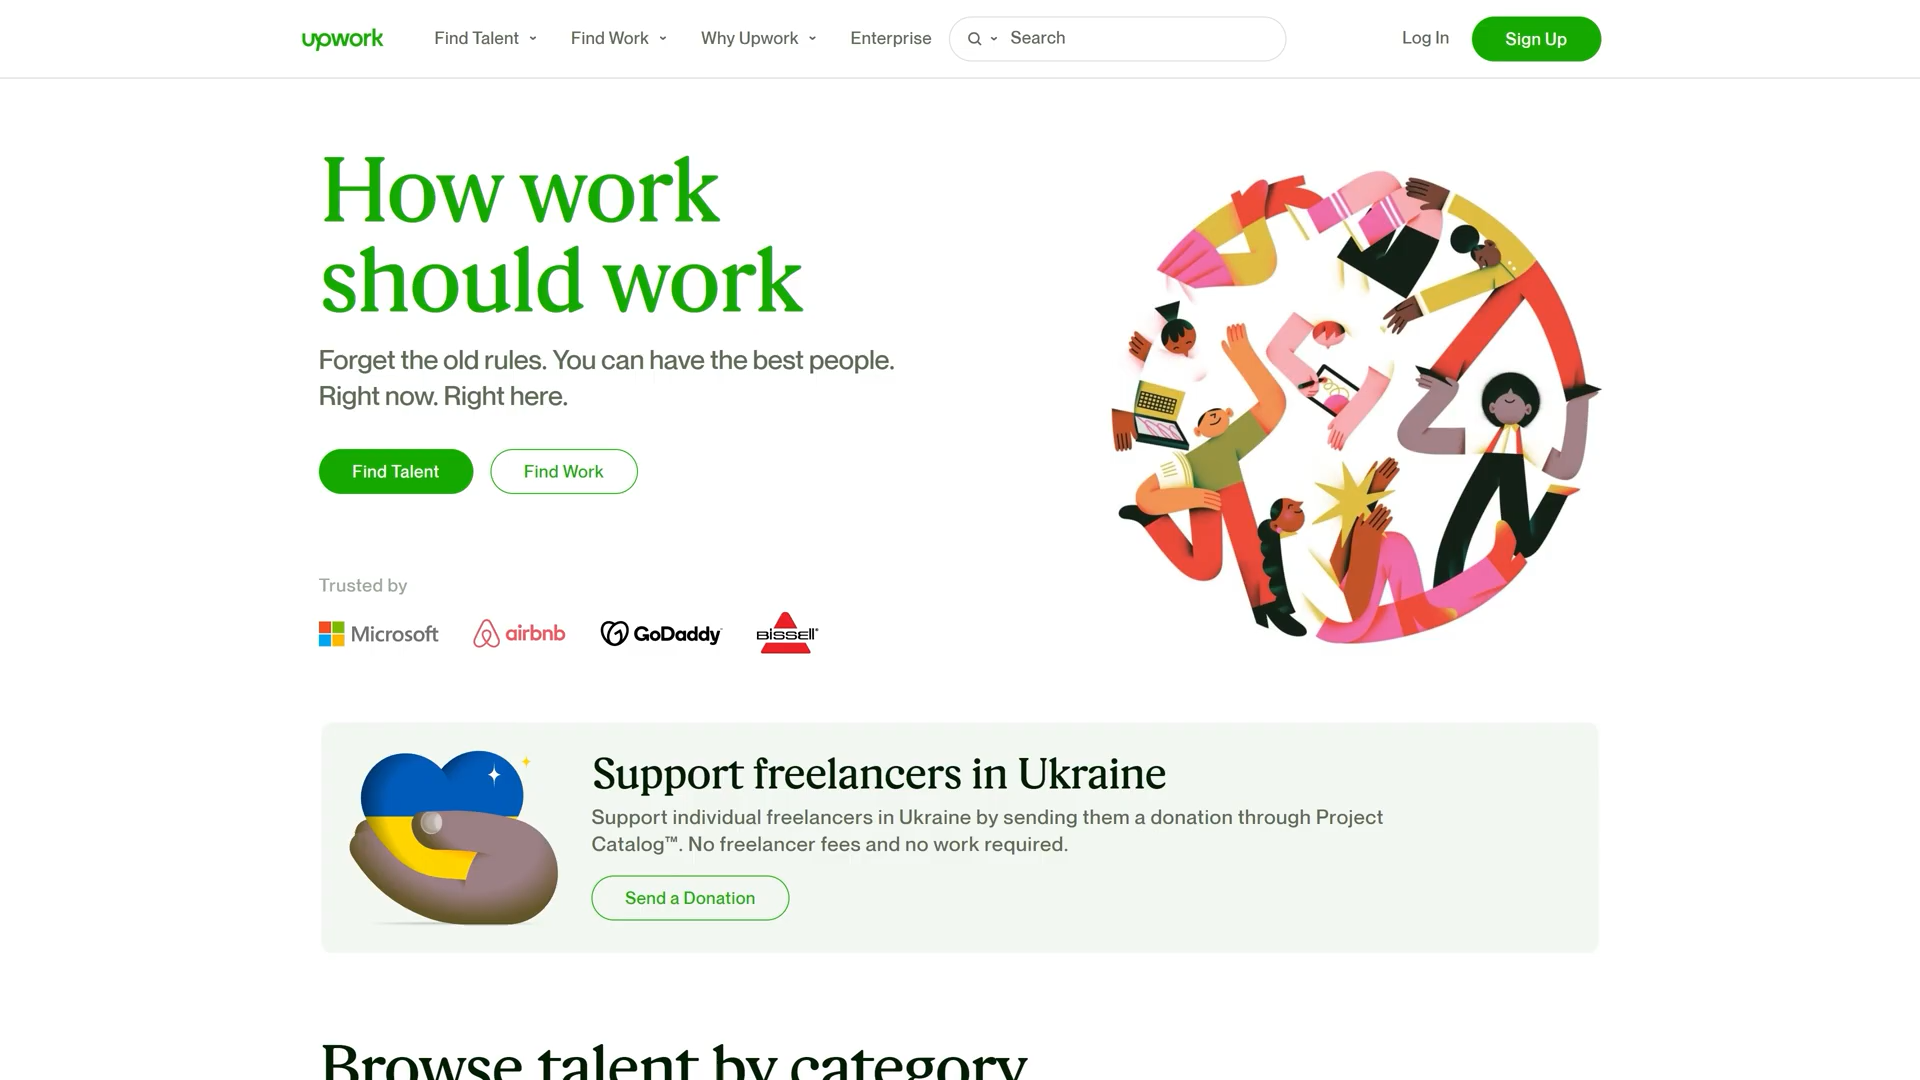 upwork
Find Talent
Find Work
Why Upwork
Enterprise
Search
Log In
Sign Up
How work
should work
Forget the old rules. You can have the best people.
Right now. Right here.
Find Talent
Find Work
Trusted by
Microsoft
airbnb
GoDaddy
BISSELL
Support freelancers in Ukraine
Support individual freelancers in Ukraine by sending them a donation through Project
Catalog™. No freelancer fees and no work required.
Send a Donation
Browse talent by category